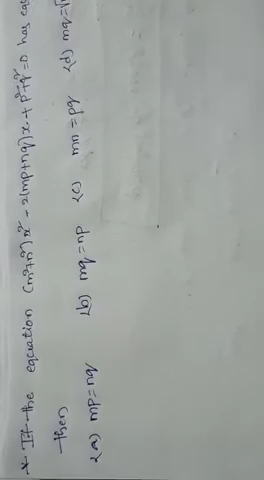 * If the equation (m²+n²)x² - 2(mp+nq)x + p²+q²=0 has
then
(a) mp=nq (b) mq=np (c) mn=pq (d) mq=